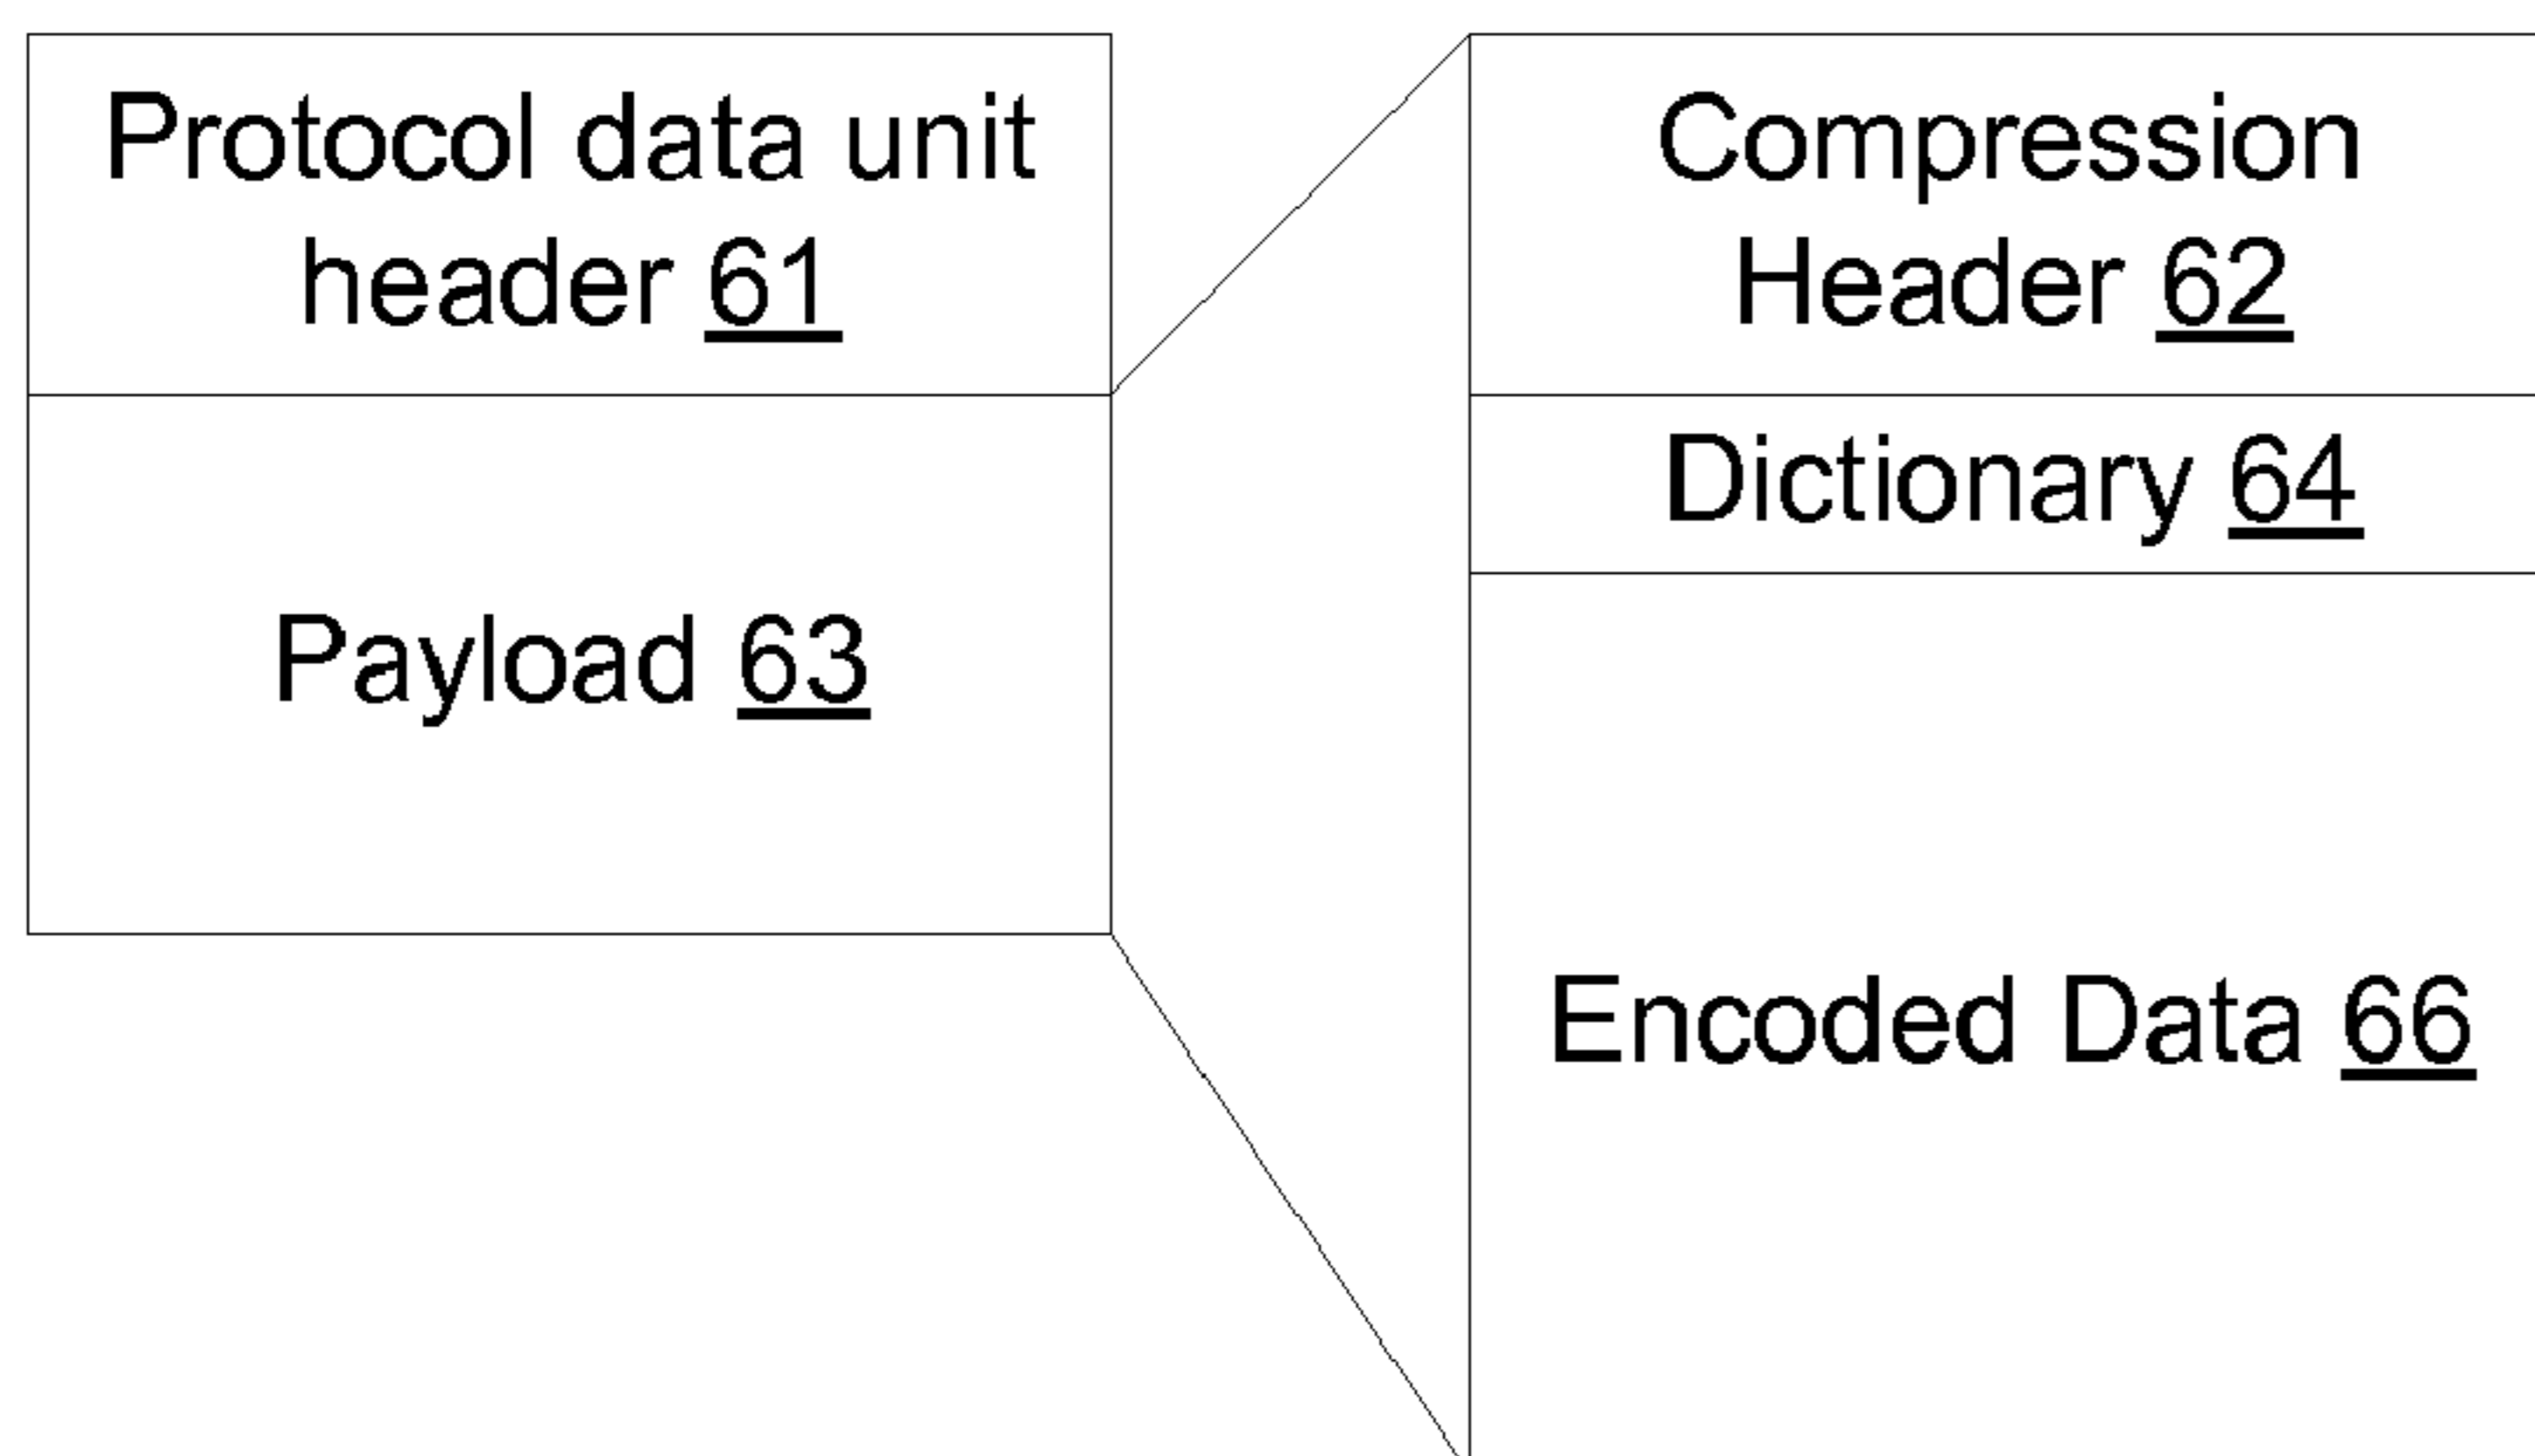 Protocol data unit
header 61
Payload 63
Compression
Header 62
Dictionary 64
Encoded Data 66